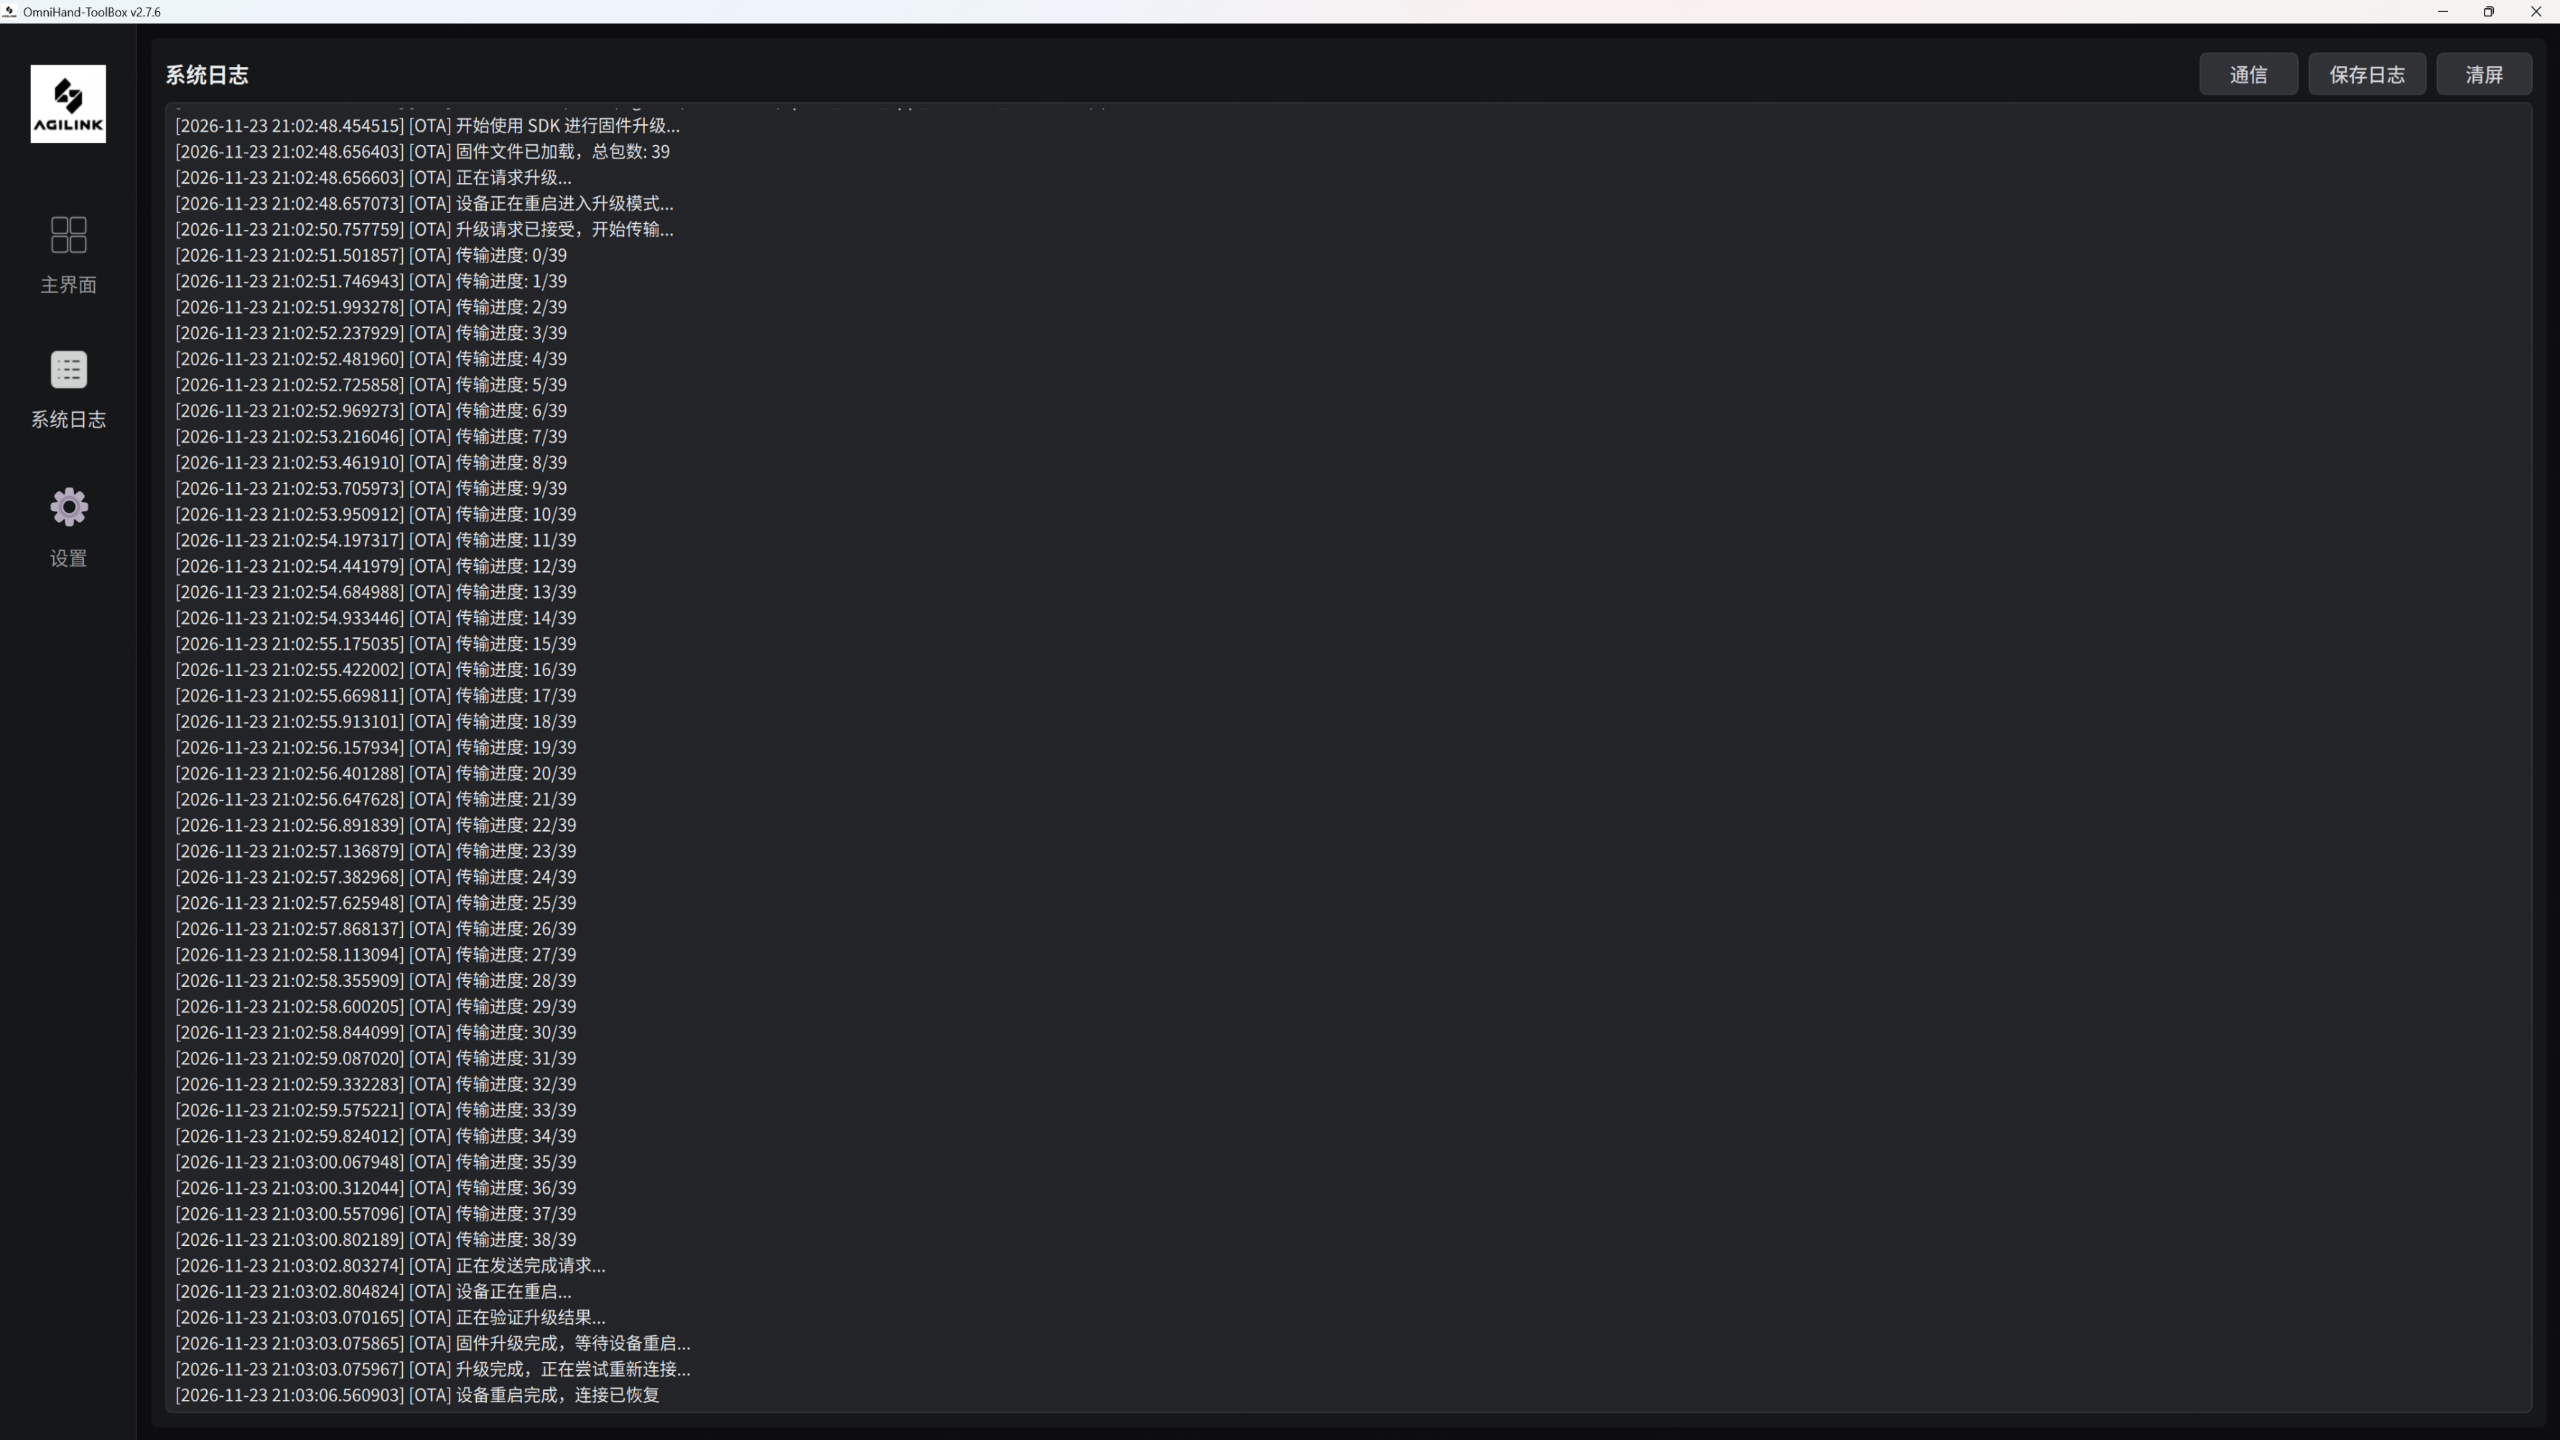 OmniHand-ToolBox v2.7.6
AGILINK
主界面
系统日志
设置
系统日志
通信
保存日志
清屏
[2026-11-23 21:02:48.454515] [OTA] 开始使用 SDK 进行固件升级...
[2026-11-23 21:02:48.656403] [OTA] 固件文件已加载，总包数: 39
[2026-11-23 21:02:48.656603] [OTA] 正在请求升级...
[2026-11-23 21:02:48.657073] [OTA] 设备正在重启进入升级模式...
[2026-11-23 21:02:50.757759] [OTA] 升级请求已接受，开始传输...
[2026-11-23 21:02:51.501857] [OTA] 传输进度: 0/39
[2026-11-23 21:02:51.746943] [OTA] 传输进度: 1/39
[2026-11-23 21:02:51.993278] [OTA] 传输进度: 2/39
[2026-11-23 21:02:52.237929] [OTA] 传输进度: 3/39
[2026-11-23 21:02:52.481960] [OTA] 传输进度: 4/39
[2026-11-23 21:02:52.725858] [OTA] 传输进度: 5/39
[2026-11-23 21:02:52.969273] [OTA] 传输进度: 6/39
[2026-11-23 21:02:53.216046] [OTA] 传输进度: 7/39
[2026-11-23 21:02:53.461910] [OTA] 传输进度: 8/39
[2026-11-23 21:02:53.705973] [OTA] 传输进度: 9/39
[2026-11-23 21:02:53.950912] [OTA] 传输进度: 10/39
[2026-11-23 21:02:54.197317] [OTA] 传输进度: 11/39
[2026-11-23 21:02:54.441979] [OTA] 传输进度: 12/39
[2026-11-23 21:02:54.684988] [OTA] 传输进度: 13/39
[2026-11-23 21:02:54.933446] [OTA] 传输进度: 14/39
[2026-11-23 21:02:55.175035] [OTA] 传输进度: 15/39
[2026-11-23 21:02:55.422002] [OTA] 传输进度: 16/39
[2026-11-23 21:02:55.669811] [OTA] 传输进度: 17/39
[2026-11-23 21:02:55.913101] [OTA] 传输进度: 18/39
[2026-11-23 21:02:56.157934] [OTA] 传输进度: 19/39
[2026-11-23 21:02:56.401288] [OTA] 传输进度: 20/39
[2026-11-23 21:02:56.647628] [OTA] 传输进度: 21/39
[2026-11-23 21:02:56.891839] [OTA] 传输进度: 22/39
[2026-11-23 21:02:57.136879] [OTA] 传输进度: 23/39
[2026-11-23 21:02:57.382968] [OTA] 传输进度: 24/39
[2026-11-23 21:02:57.625948] [OTA] 传输进度: 25/39
[2026-11-23 21:02:57.868137] [OTA] 传输进度: 26/39
[2026-11-23 21:02:58.113094] [OTA] 传输进度: 27/39
[2026-11-23 21:02:58.355909] [OTA] 传输进度: 28/39
[2026-11-23 21:02:58.600205] [OTA] 传输进度: 29/39
[2026-11-23 21:02:58.844099] [OTA] 传输进度: 30/39
[2026-11-23 21:02:59.087020] [OTA] 传输进度: 31/39
[2026-11-23 21:02:59.332283] [OTA] 传输进度: 32/39
[2026-11-23 21:02:59.575221] [OTA] 传输进度: 33/39
[2026-11-23 21:02:59.824012] [OTA] 传输进度: 34/39
[2026-11-23 21:03:00.067948] [OTA] 传输进度: 35/39
[2026-11-23 21:03:00.312044] [OTA] 传输进度: 36/39
[2026-11-23 21:03:00.557096] [OTA] 传输进度: 37/39
[2026-11-23 21:03:00.802189] [OTA] 传输进度: 38/39
[2026-11-23 21:03:02.803274] [OTA] 正在发送完成请求...
[2026-11-23 21:03:02.804824] [OTA] 设备正在重启...
[2026-11-23 21:03:03.070165] [OTA] 正在验证升级结果...
[2026-11-23 21:03:03.075865] [OTA] 固件升级完成，等待设备重启...
[2026-11-23 21:03:03.075967] [OTA] 升级完成，正在尝试重新连接...
[2026-11-23 21:03:06.560903] [OTA] 设备重启完成，连接已恢复